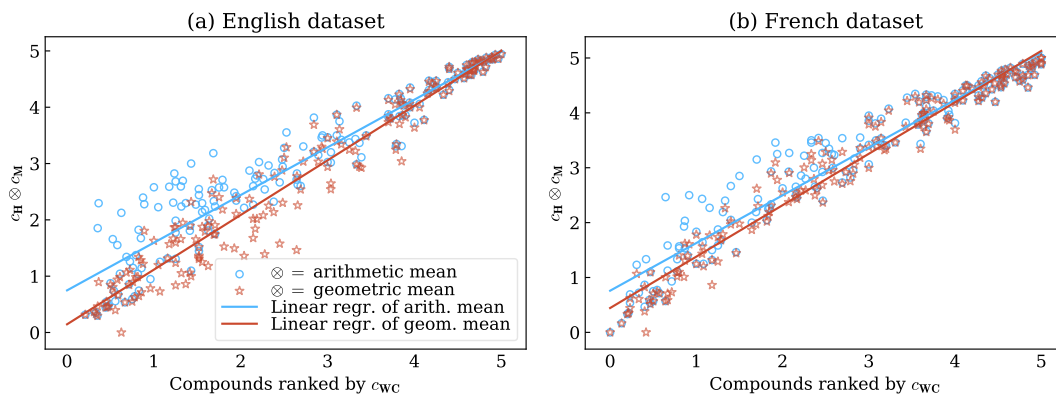 (a) English dataset
(b) French dataset
c_H ⊗ c_M
5
4
3
2
1
0
⊗ = arithmetic mean
⊗ = geometric mean
Linear regr. of arith. mean
Linear regr. of geom. mean
0 1 2 3 4 5
Compounds ranked by c_WC
c_H ⊗ c_M
5
4
3
2
1
0
0 1 2 3 4 5
Compounds ranked by c_WC